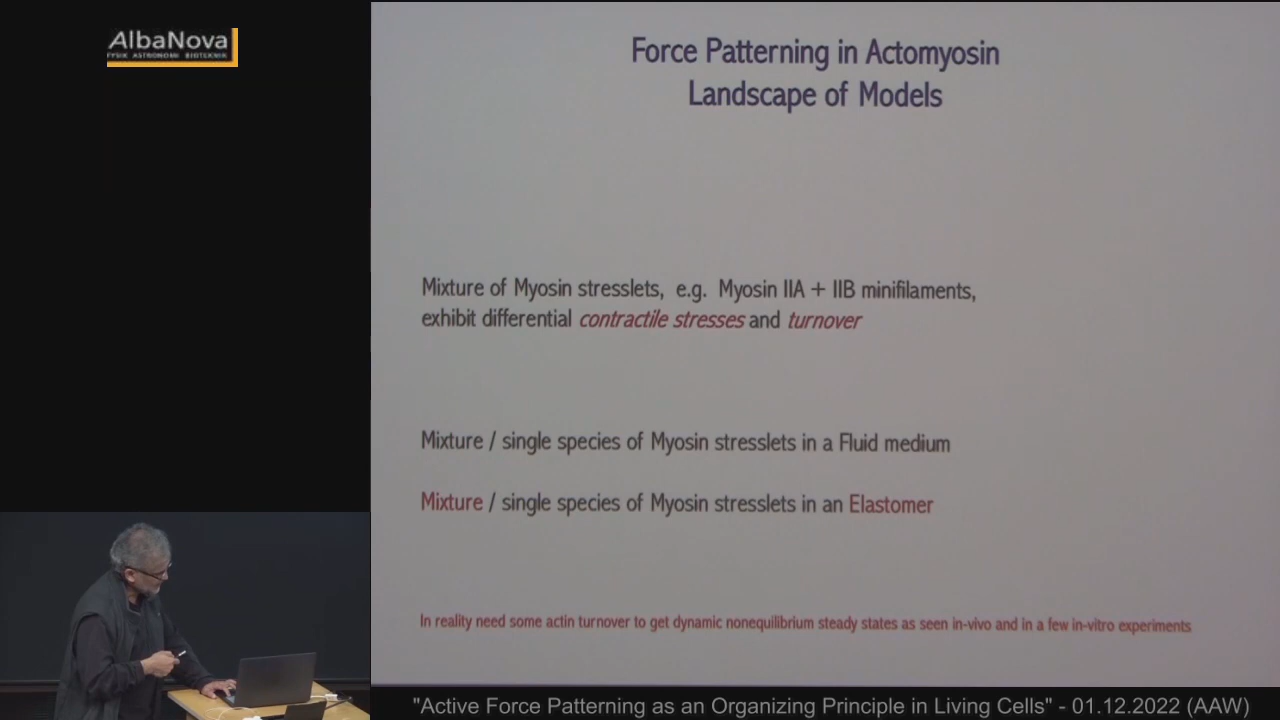 AlbaNova
FYSIK ASTRONOMI BIOTEKNIK
Force Patterning in Actomyosin
Landscape of Models
Mixture of Myosin stresslets, e.g. Myosin IIA + IIB minifilaments,
exhibit differential contractile stresses and turnover
Mixture / single species of Myosin stresslets in a Fluid medium
Mixture / single species of Myosin stresslets in an Elastomer
In reality need some actin turnover to get dynamic nonequilibrium steady states as seen in-vivo and in a few in-vitro experiments
"Active Force Patterning as an Organizing Principle in Living Cells" - 01.12.2022 (AAW)